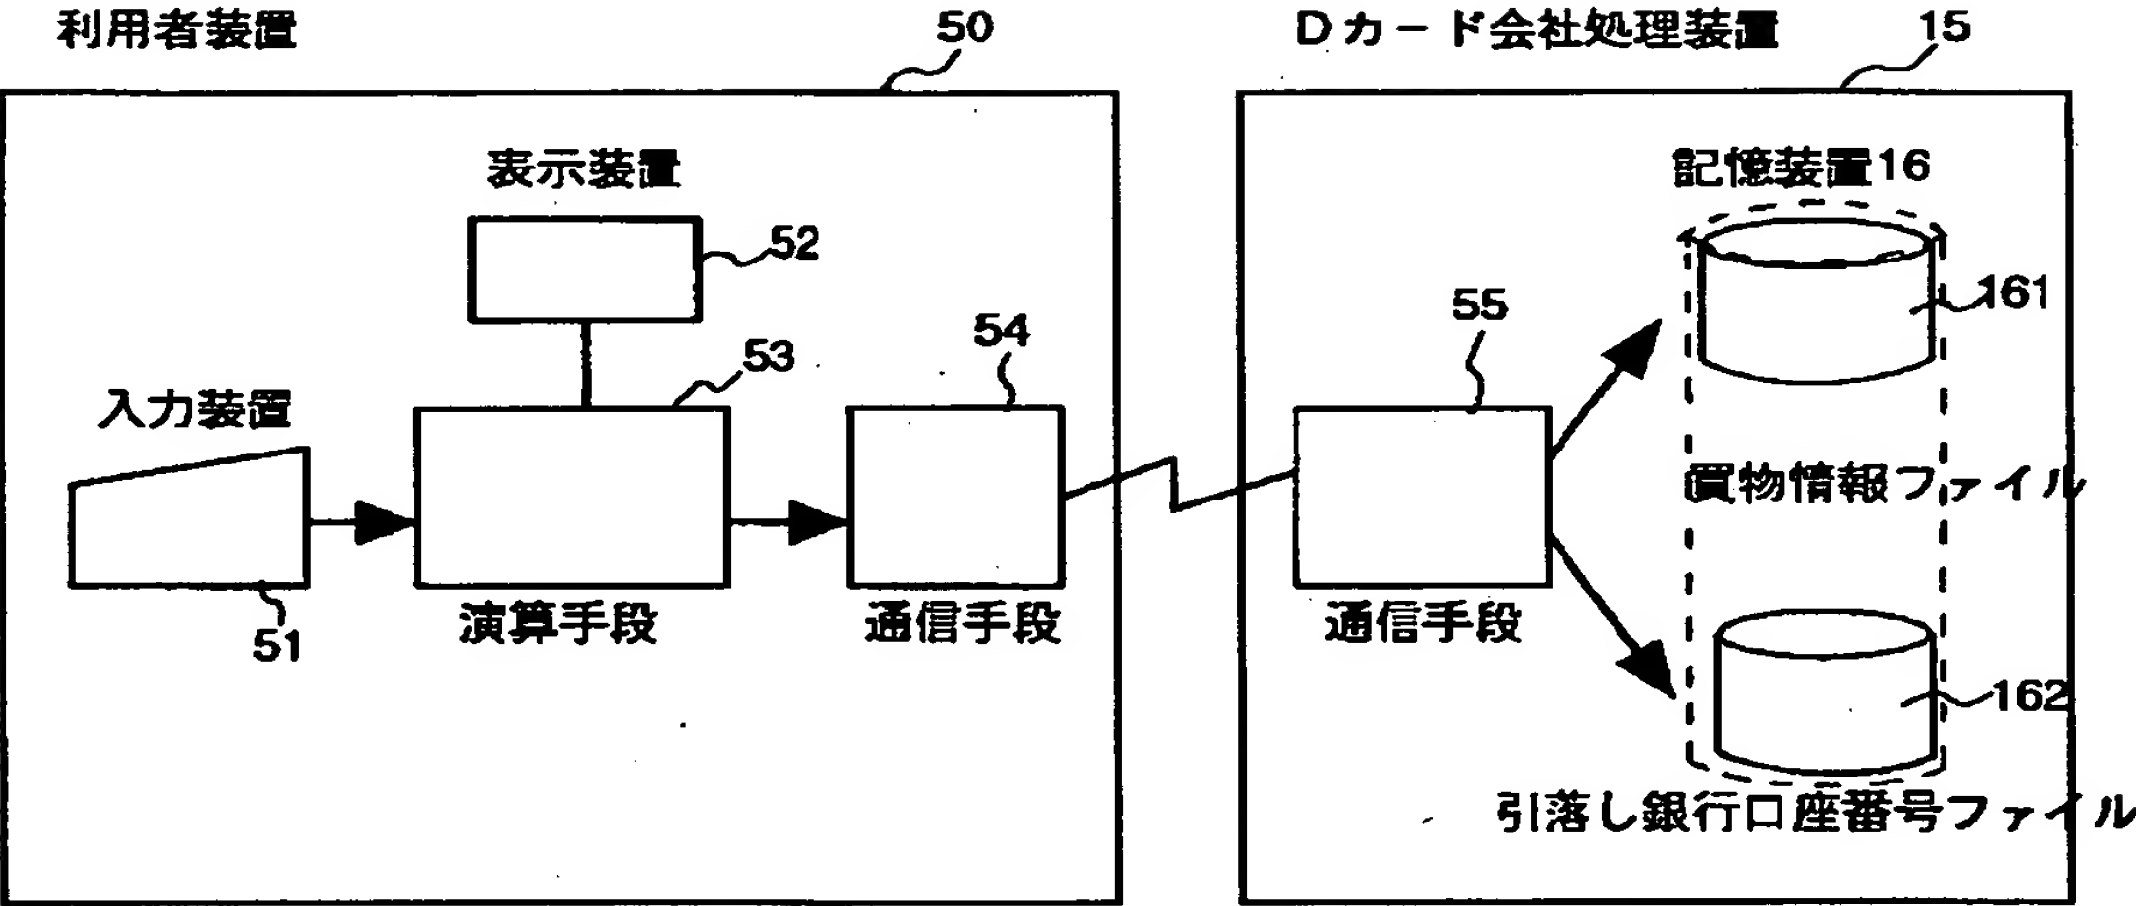 利用者装置
50
Dカード会社処理装置
15
表示装置
52
記憶装置16
161
53
54
55
入力装置
買物情報ファイル
51
演算手段
通信手段
通信手段
162
引落し銀行口座番号ファイル